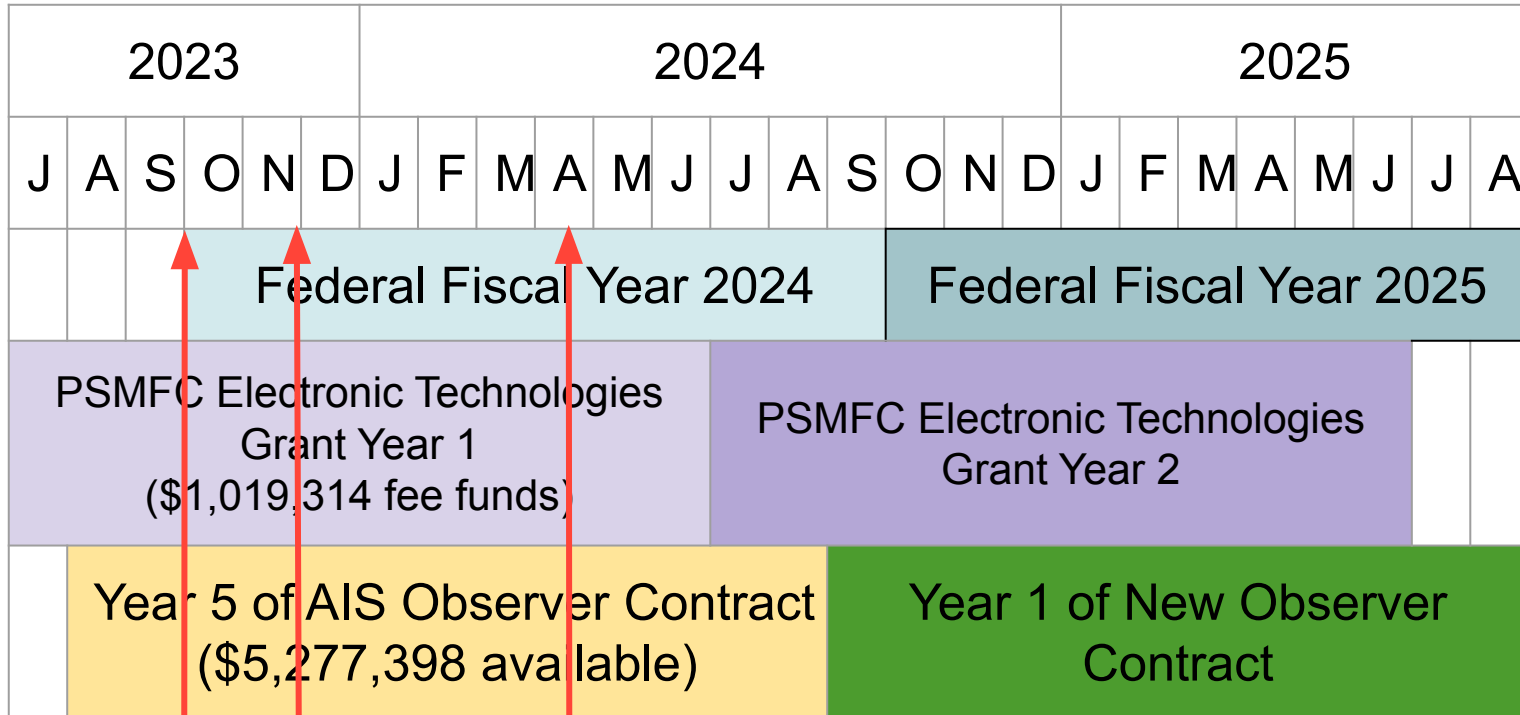 2023 2024 2025
J A S O N D J F M A M J J A S O N D J F M A M J J A
Federal Fiscal Year 2024 Federal Fiscal Year 2025
PSMFC Electronic Technologies
Grant Year 1
($1,019,314 fee funds)
PSMFC Electronic Technologies
Grant Year 2
Year 5 of AIS Observer Contract
($5,277,398 available)
Year 1 of New Observer
Contract